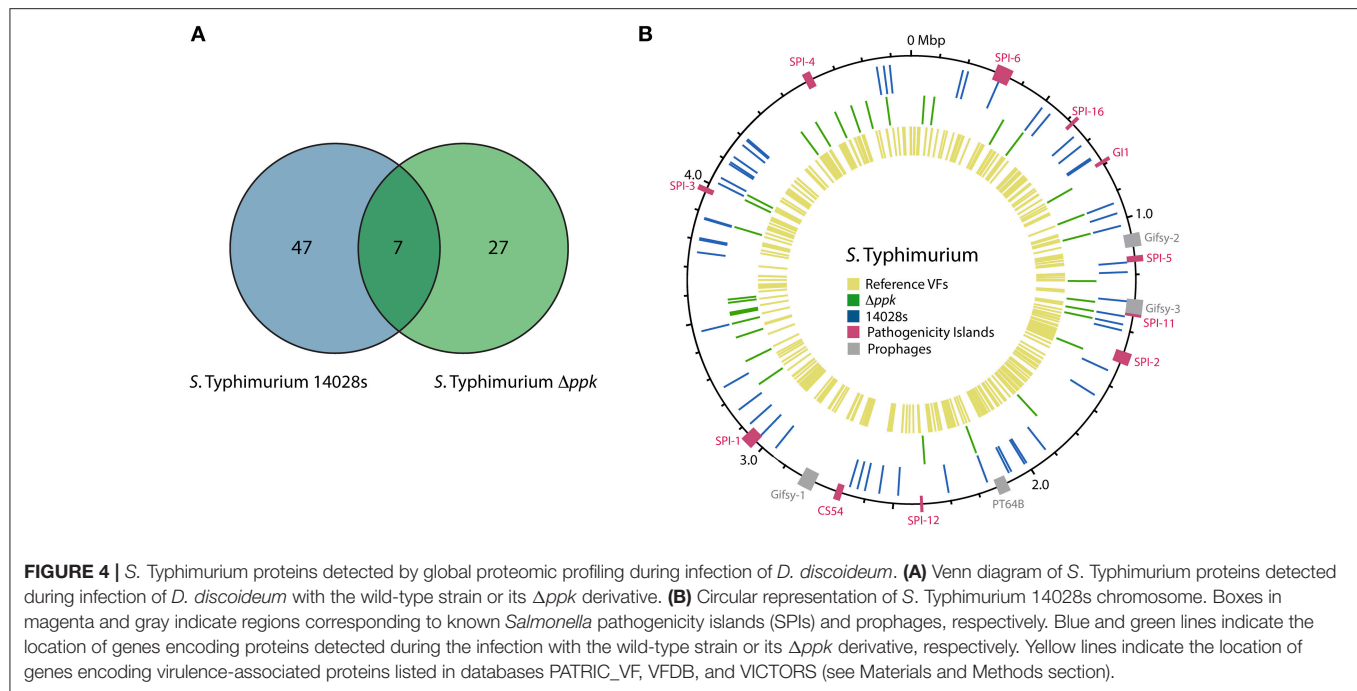 A
47
7
27
S. Typhimurium 14028s
S. Typhimurium Δppk
B
0 Mbp
SPI-6
SPI-16
GI1
1.0
Gifsy-2
SPI-5
Gifsy-3
SPI-11
SPI-2
2.0
PT64B
SPI-12
CS54
Gifsy-1
3.0
SPI-1
SPI-3
4.0
SPI-4
S. Typhimurium
Reference VFs
Δppk
14028s
Pathogenicity Islands
Prophages
FIGURE 4 | S. Typhimurium proteins detected by global proteomic profiling during infection of D. discoideum. (A) Venn diagram of S. Typhimurium proteins detected
during infection of D. discoideum with the wild-type strain or its Δppk derivative. (B) Circular representation of S. Typhimurium 14028s chromosome. Boxes in
magenta and gray indicate regions corresponding to known Salmonella pathogenicity islands (SPIs) and prophages, respectively. Blue and green lines indicate the
location of genes encoding proteins detected during the infection with the wild-type strain or its Δppk derivative, respectively. Yellow lines indicate the location of
genes encoding virulence-associated proteins listed in databases PATRIC_VF, VFDB, and VICTORS (see Materials and Methods section).